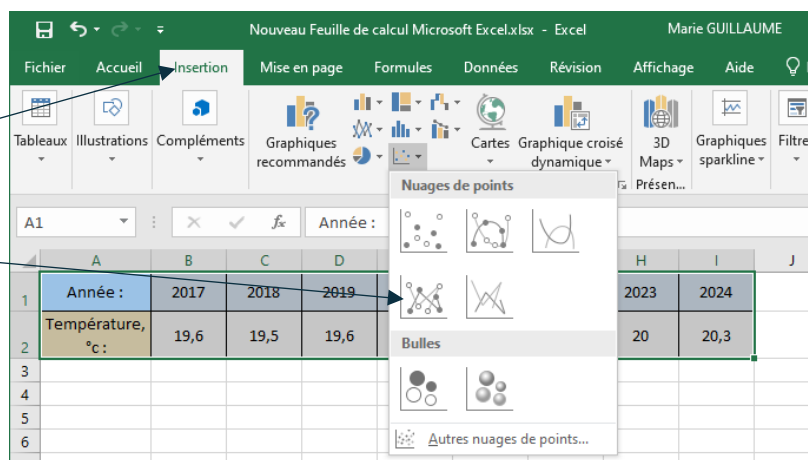 Nouveau Feuille de calcul Microsoft Excel.xlsx - Excel Marie GUILLAUME
Fichier Accueil Insertion Mise en page Formules Données Révision Affichage Aide
Tableaux Illustrations Compléments Graphiques recommandés Cartes Graphique croisé dynamique 3D Maps Graphiques sparkline Filtre
Présen...
Nuages de points
A1 fx Année :
A B C D H I J
1 Année : 2017 2018 2019 2023 2024
2 Température, °c : 19,6 19,5 19,6 20 20,3
Bulles
3
4
5
6
Autres nuages de points...